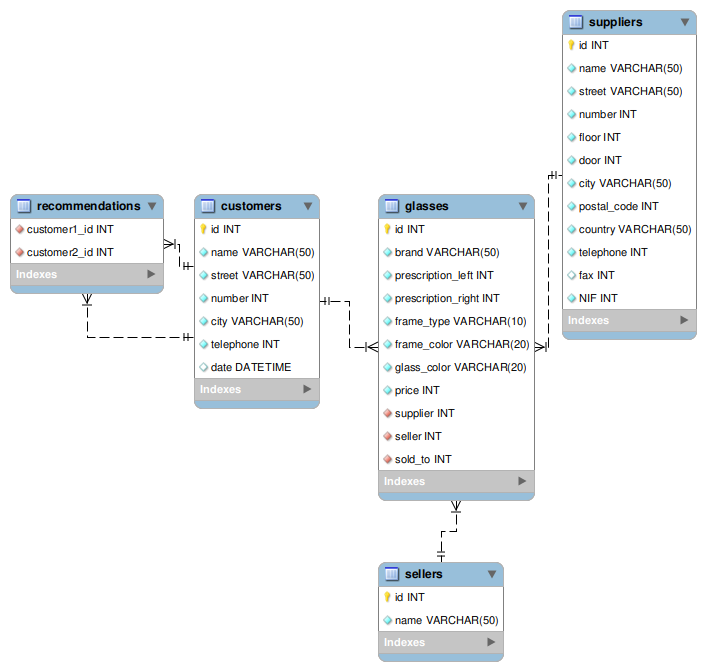 suppliers
id INT
name VARCHAR(50)
street VARCHAR(50)
number INT
floor INT
door INT
city VARCHAR(50)
postal_code INT
country VARCHAR(50)
telephone INT
fax INT
NIF INT
Indexes
recommendations
customer1_id INT
customer2_id INT
Indexes
customers
id INT
name VARCHAR(50)
street VARCHAR(50)
number INT
city VARCHAR(50)
telephone INT
date DATETIME
Indexes
glasses
id INT
brand VARCHAR(50)
prescription_left INT
prescription_right INT
frame_type VARCHAR(10)
frame_color VARCHAR(20)
glass_color VARCHAR(20)
price INT
supplier INT
seller INT
sold_to INT
Indexes
sellers
id INT
name VARCHAR(50)
Indexes